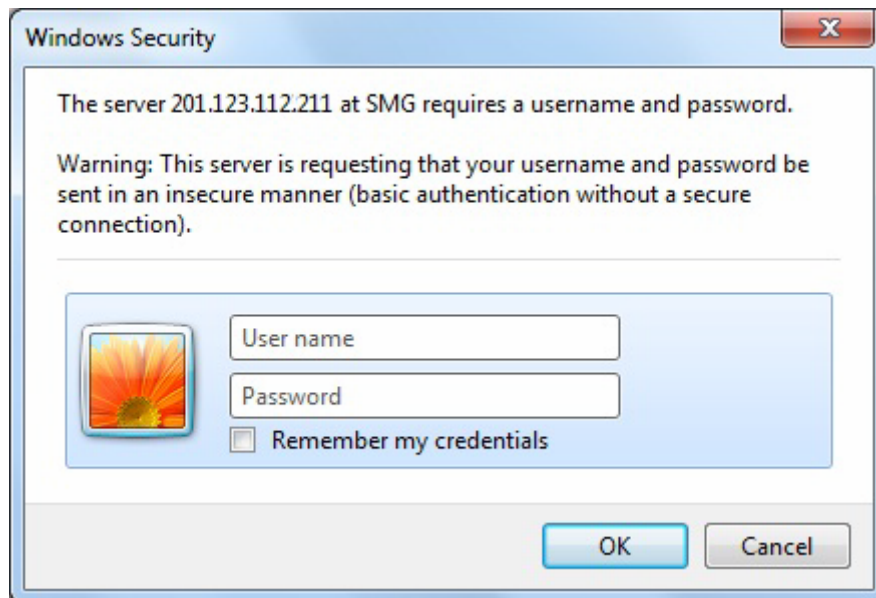 Windows Security
The server 201.123.112.211 at SMG requires a username and password.
Warning: This server is requesting that your username and password be
sent in an insecure manner (basic authentication without a secure
connection).
User name
Password
Remember my credentials
OK Cancel